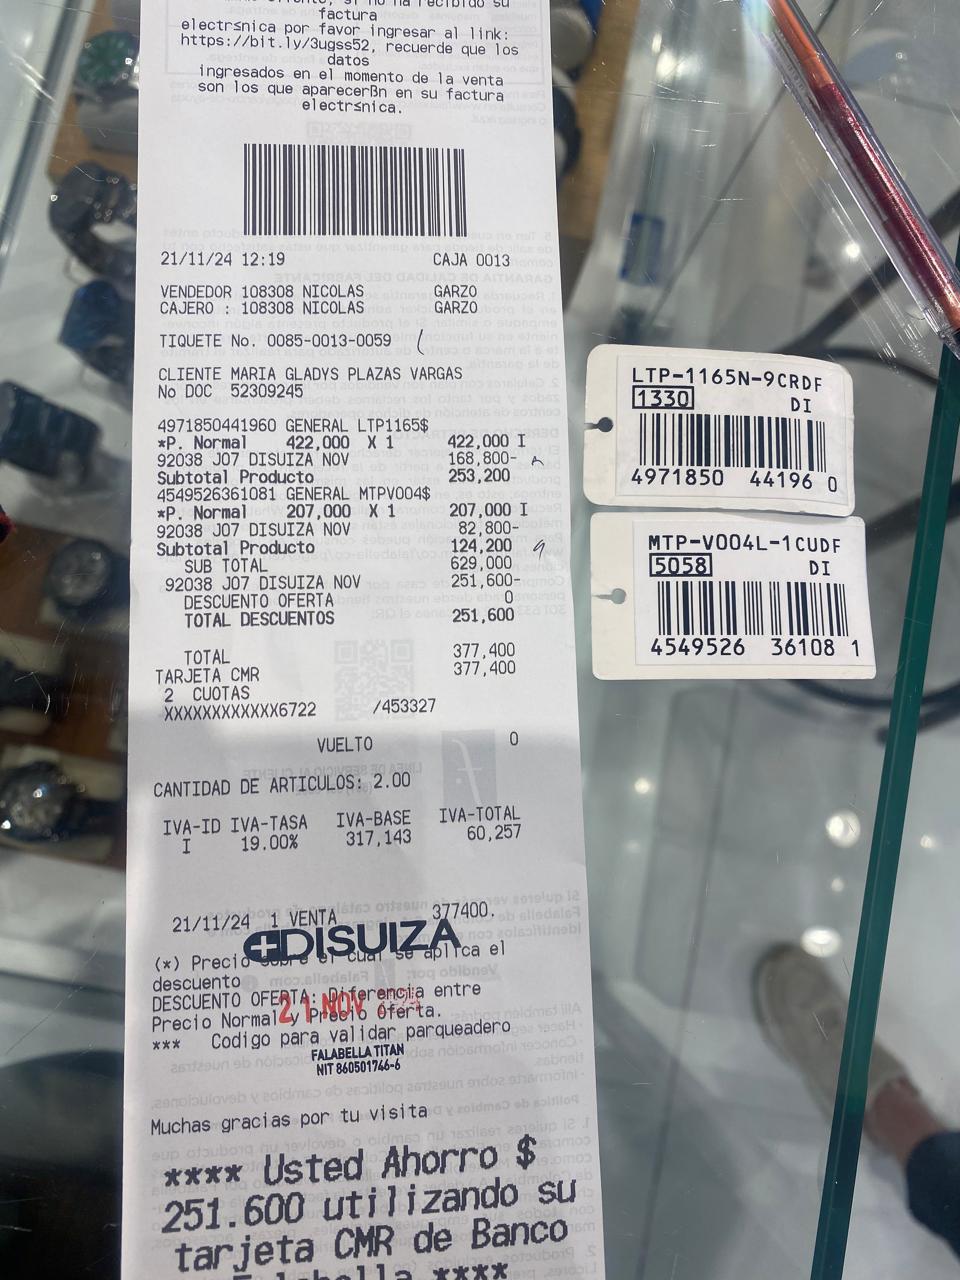 factura
electrśnica por favor ingresar al link:
https://bit.ly/3ugss52, recuerde que los
datos
ingresados en el momento de la venta
son los que aparecerßn en su factura
electrśnica.
21/11/24 12:19 CAJA 0013
VENDEDOR 108308 NICOLAS GARZO
CAJERO : 108308 NICOLAS GARZO
TIQUETE No. 0085-0013-0059
CLIENTE MARIA GLADYS PLAZAS VARGAS
No DOC 52309245
4971850441960 GENERAL LTP1165$
*P. Normal 422,000 X 1 422,000 I
92038 J07 DISUIZA NOV 168,800-
Subtotal Producto 253,200
4549526361081 GENERAL MTPV004$
*P. Normal 207,000 X 1 207,000 I
92038 J07 DISUIZA NOV 82,800-
Subtotal Producto 124,200
SUB TOTAL 629,000
92038 J07 DISUIZA NOV 251,600-
DESCUENTO OFERTA 0
TOTAL DESCUENTOS 251,600
TOTAL 377,400
TARJETA CMR 377,400
2 CUOTAS
XXXXXXXXXXXX6722 /453327
VUELTO 0
CANTIDAD DE ARTICULOS: 2.00
IVA-ID IVA-TASA IVA-BASE IVA-TOTAL
I 19.00% 317,143 60,257
21/11/24 1 VENTA 377400.
DISUIZA
(*) Precio sobre el cual se aplica el
descuento
DESCUENTO OFERTA: Diferencia entre
21 NOV
Precio Normal y Precio Oferta.
*** Codigo para validar parqueadero
FALABELLA TITAN
NIT 860501746-6
Muchas gracias por tu visita
**** Usted Ahorro $
251.600 utilizando su
tarjeta CMR de Banco
****
LTP-1165N-9CRDF
1330 DI
4971850 44196 0
MTP-V004L-1CUDF
5058 DI
4549526 36108 1